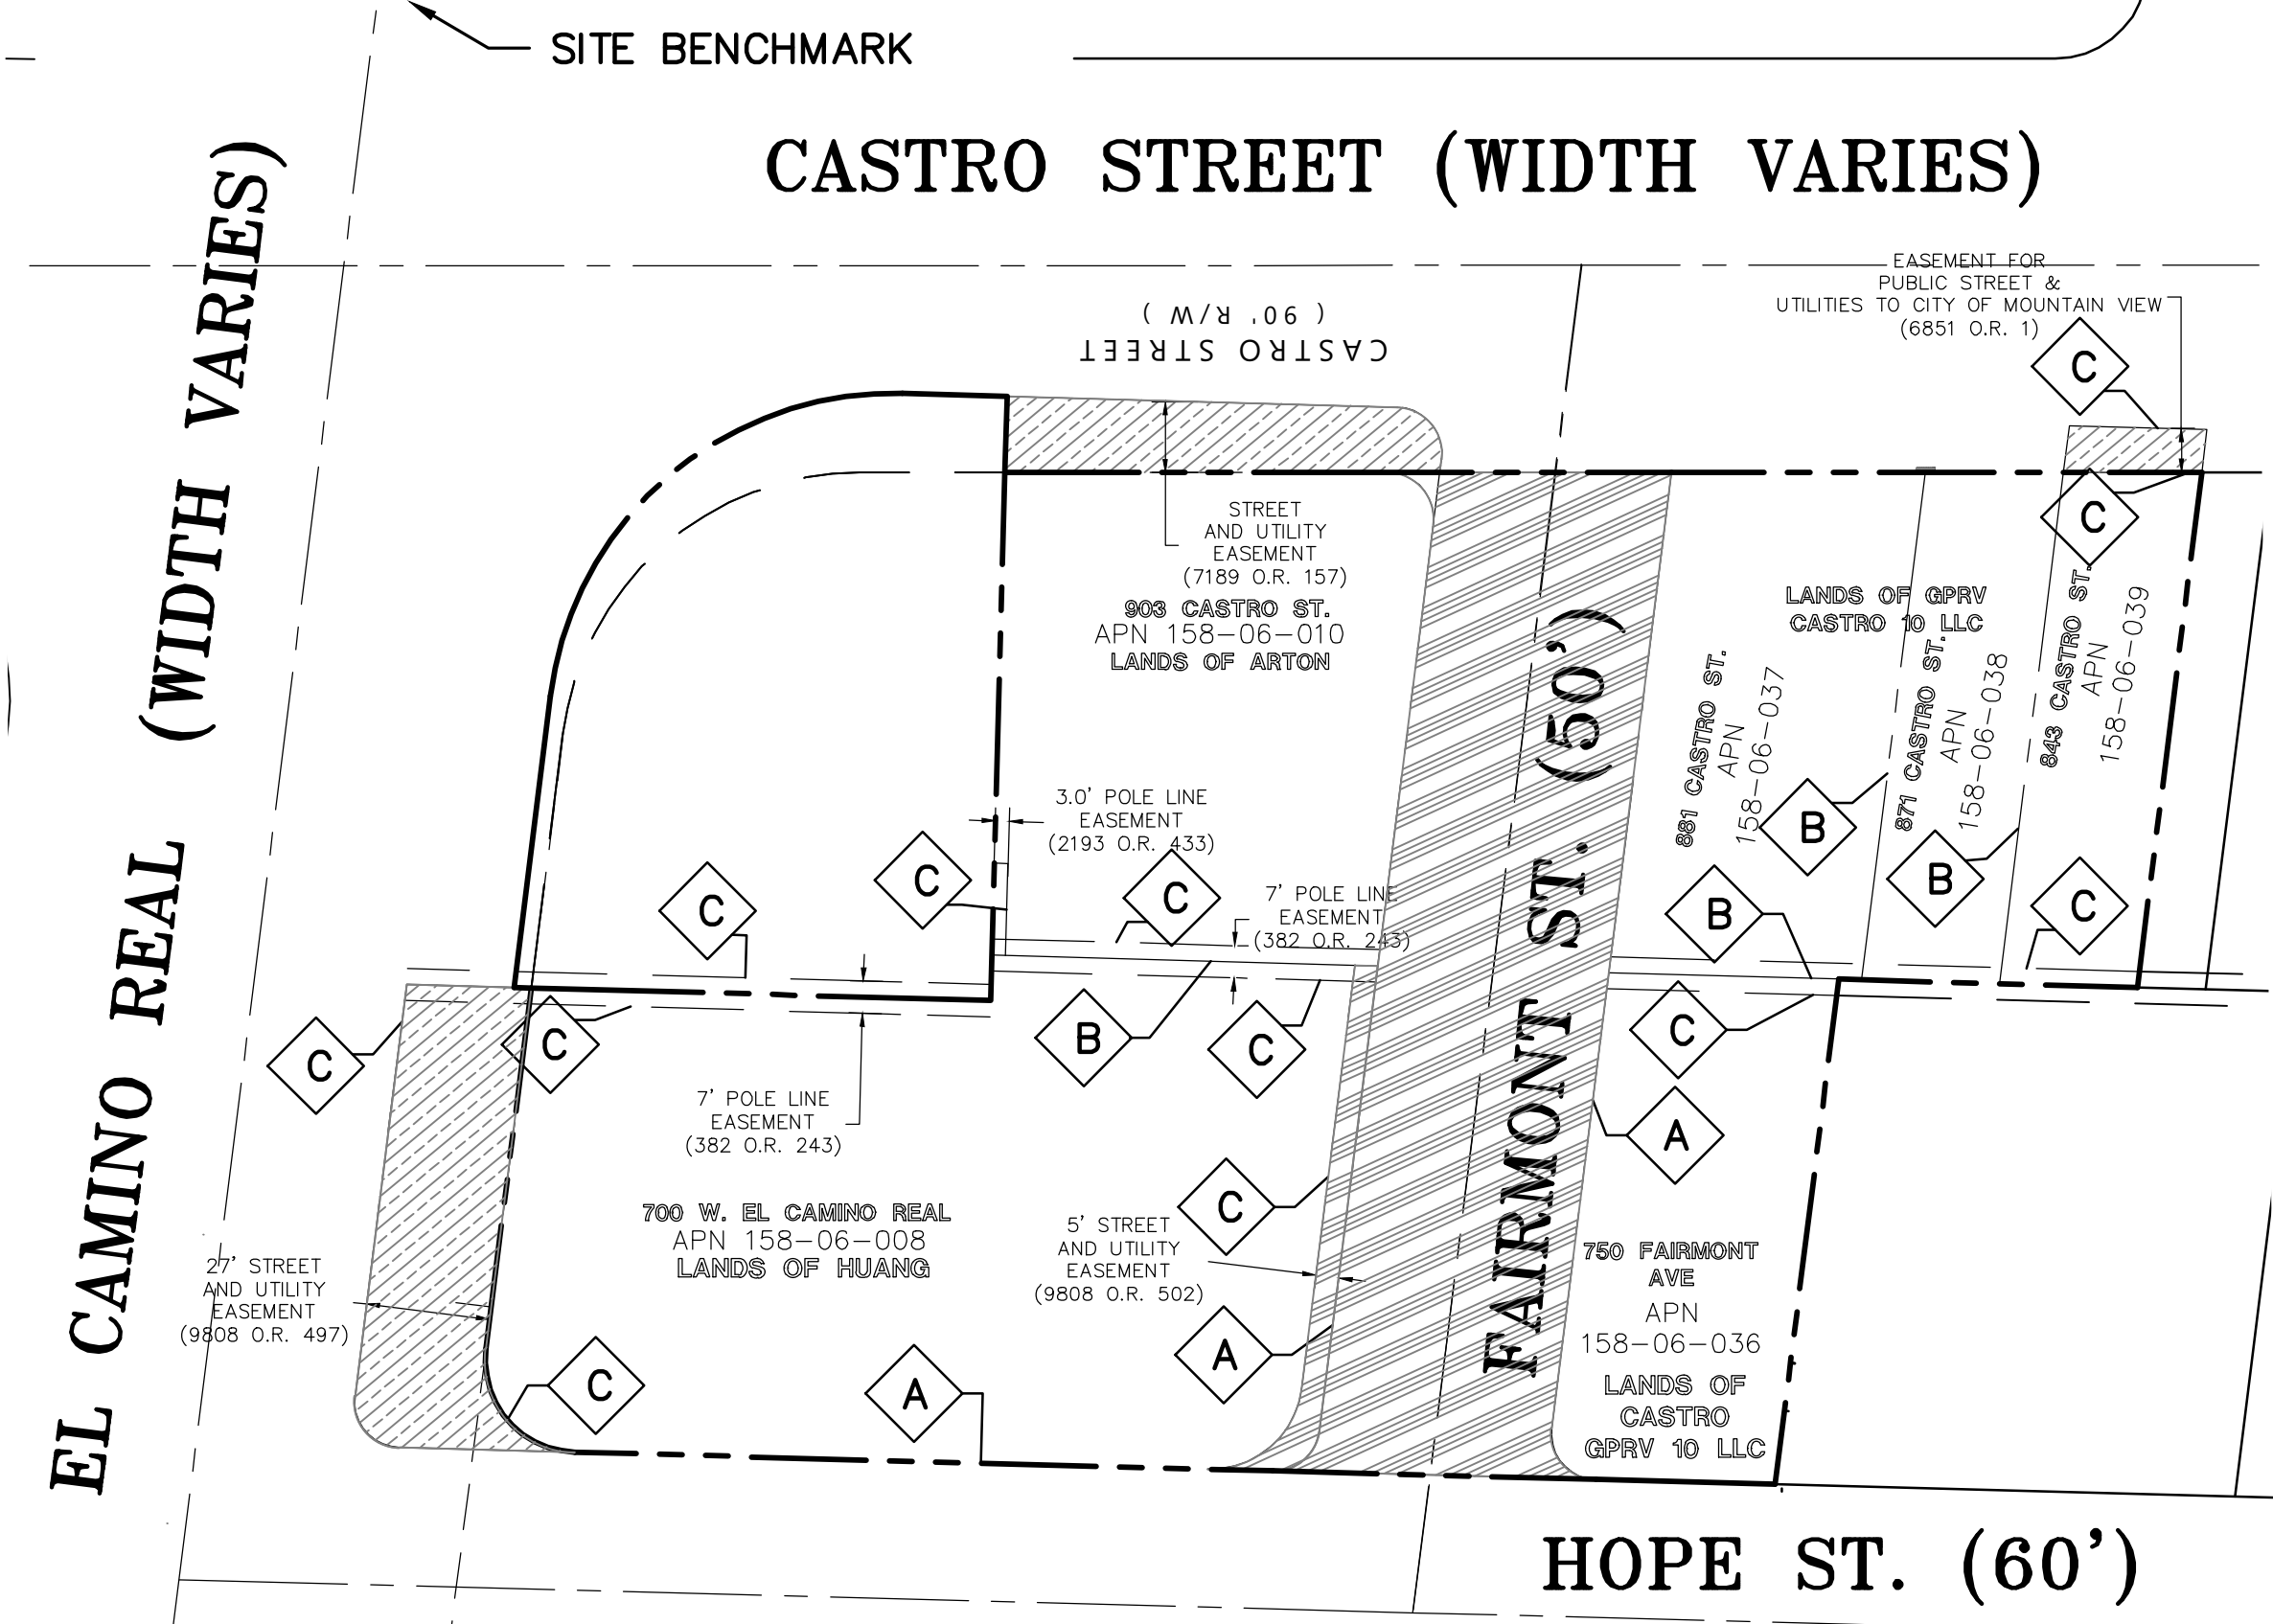 SITE BENCHMARK
CASTRO STREET (WIDTH VARIES)
EL CAMINO REAL (WIDTH VARIES)
EASEMENT FOR
PUBLIC STREET &
UTILITIES TO CITY OF MOUNTAIN VIEW
(6851 O.R. 1)
CASTRO STREET
( 90' R/W )
C
C
STREET
AND UTILITY
EASEMENT
(7189 O.R. 157)
903 CASTRO ST.
APN 158-06-010
LANDS OF ARTON
LANDS OF GPRV
CASTRO 10 LLC
881 CASTRO ST.
APN
158-06-037
871 CASTRO ST.
APN
158-06-038
843 CASTRO ST.
APN
158-06-039
FAIRMONT ST. (50')
3.0' POLE LINE
EASEMENT
(2193 O.R. 433)
7' POLE LINE
EASEMENT
(382 O.R. 243)
B
B
C
C
C
C
B
C
C
B
C
C
C
A
7' POLE LINE
EASEMENT
(382 O.R. 243)
700 W. EL CAMINO REAL
APN 158-06-008
LANDS OF HUANG
C
5' STREET
AND UTILITY
EASEMENT
(9808 O.R. 502)
27' STREET
AND UTILITY
EASEMENT
(9808 O.R. 497)
750 FAIRMONT
AVE
APN
158-06-036
LANDS OF
CASTRO
GPRV 10 LLC
C
A
A
HOPE ST. (60')